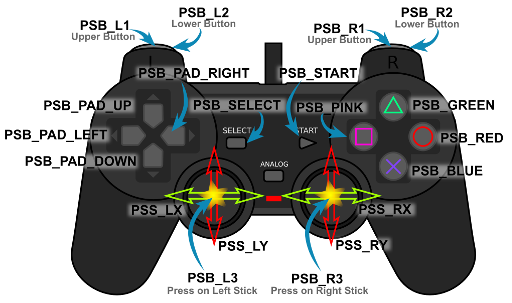 PSB_L1
Upper Button
PSB_L2
Lower Button
PSB_R1
Upper Button
PSB_R2
Lower Button
L
R
PSB_PAD_RIGHT
PSB_START
PSB_PAD_UP
PSB_SELECT
PSB_PINK
PSB_GREEN
PSB_PAD_LEFT
SELECT
START
PSB_RED
PSB_PAD_DOWN
ANALOG
PSB_BLUE
PSS_LX
PSS_RX
PSS_LY
PSS_RY
PSB_L3
Press on Left Stick
PSB_R3
Press on Right Stick